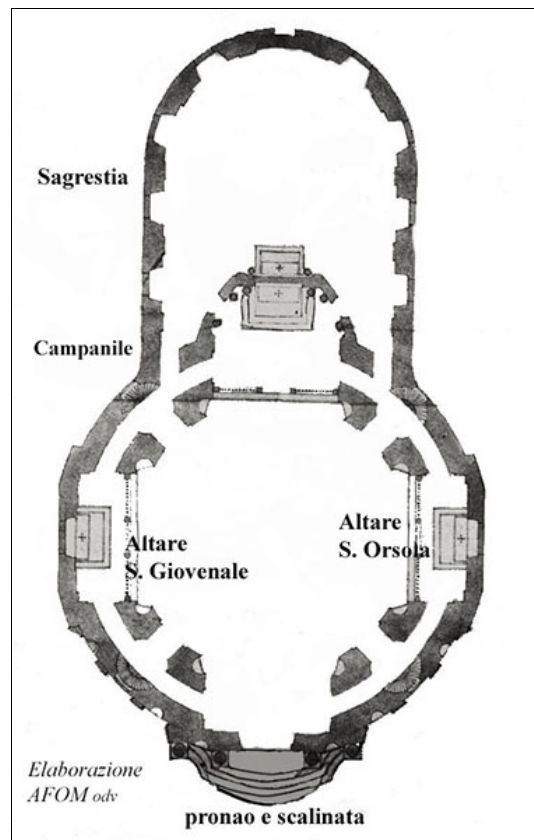 Sagrestia
Campanile
Altare
S. Giovenale
Altare
S. Orsola
Elaborazione
AFOM odv
pronao e scalinata